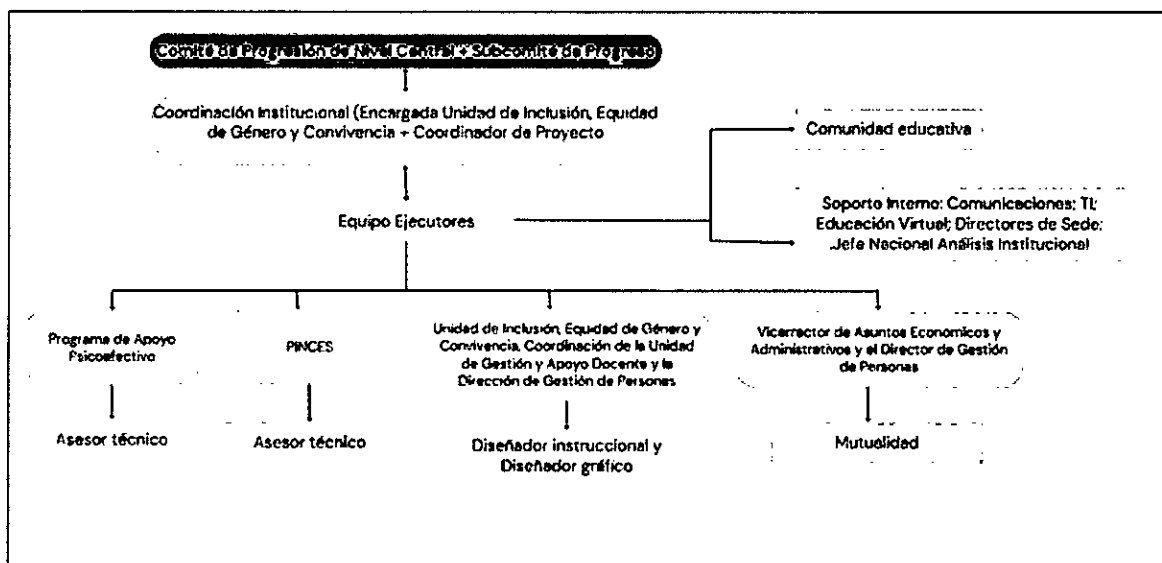 Comité de Progresión de Nivel Central + Subcomité de Progreso
Coordinación Institucional (Encargada Unidad de Inclusión, Equidad
de Género y Convivencia + Coordinador de Proyecto
Comunidad educativa
Equipo Ejecutores
Soporto Interno: Comunicaciones; TI;
Educación Virtual; Directores de Sede;
Jefa Nacional Análisis Institucional
Programa de Apoyo
Psicoafectivo
PINCES
Unidad de Inclusión, Equidad de Género y
Convivencia, Coordinación de la Unidad
de Gestión y Apoyo Docente y la
Dirección de Gestión de Personas
Vicerrector de Asuntos Económicos y
Administrativos y el Director de Gestión
de Personas
Asesor técnico
Asesor técnico
Diseñador instruccional y
Diseñador gráfico
Mutualidad